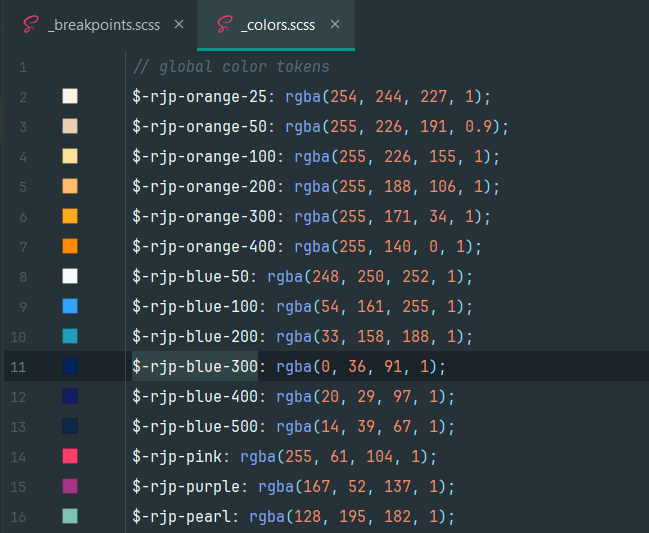 _breakpoints.scss × _colors.scss ×
1 // global color tokens
2 $-rjp-orange-25: rgba(254, 244, 227, 1);
3 $-rjp-orange-50: rgba(255, 226, 191, 0.9);
4 $-rjp-orange-100: rgba(255, 226, 155, 1);
5 $-rjp-orange-200: rgba(255, 188, 106, 1);
6 $-rjp-orange-300: rgba(255, 171, 34, 1);
7 $-rjp-orange-400: rgba(255, 140, 0, 1);
8 $-rjp-blue-50: rgba(248, 250, 252, 1);
9 $-rjp-blue-100: rgba(54, 161, 255, 1);
10 $-rjp-blue-200: rgba(33, 158, 188, 1);
11 $-rjp-blue-300: rgba(0, 36, 91, 1);
12 $-rjp-blue-400: rgba(20, 29, 97, 1);
13 $-rjp-blue-500: rgba(14, 39, 67, 1);
14 $-rjp-pink: rgba(255, 61, 104, 1);
15 $-rjp-purple: rgba(167, 52, 137, 1);
16 $-rjp-pearl: rgba(128, 195, 182, 1);